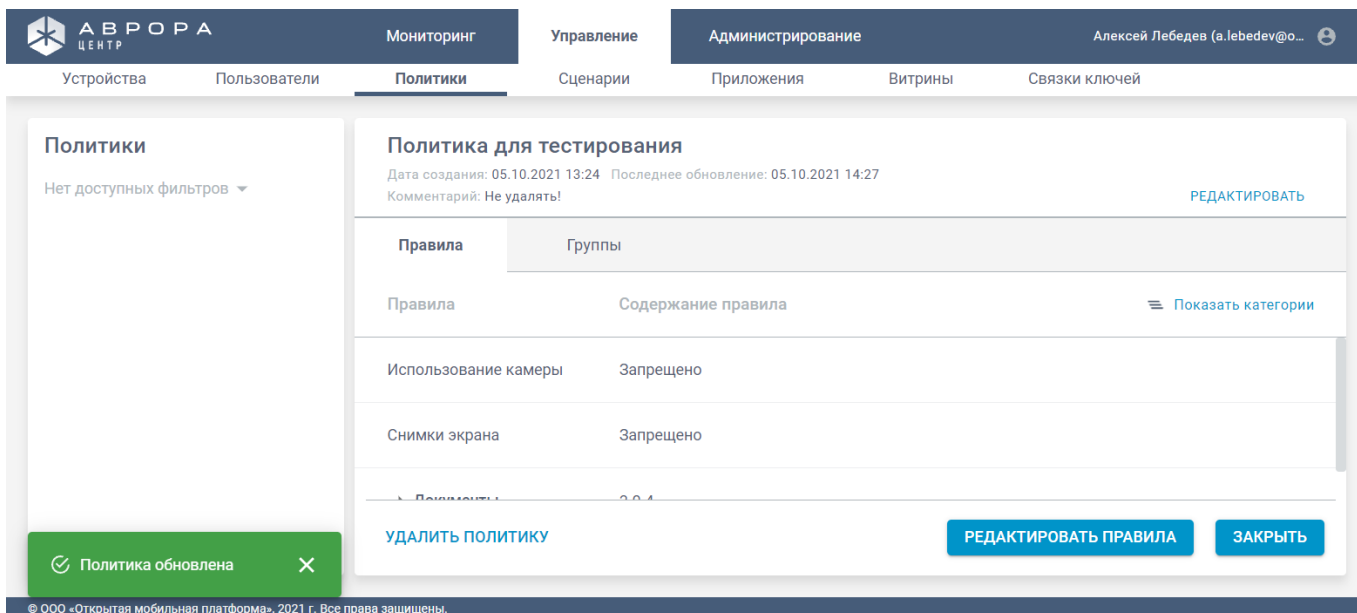 АВРОРА
ЦЕНТР
Мониторинг Управление Администрирование Алексей Лебедев (a.lebedev@o...
Устройства Пользователи Политики Сценарии Приложения Витрины Связки ключей
Политики
Нет доступных фильтров
Политика для тестирования
Дата создания: 05.10.2021 13:24 Последнее обновление: 05.10.2021 14:27
Комментарий: Не удалять!
РЕДАКТИРОВАТЬ
Правила Группы
Правила Содержание правила Показать категории
Использование камеры Запрещено
Снимки экрана Запрещено
Документы
УДАЛИТЬ ПОЛИТИКУ РЕДАКТИРОВАТЬ ПРАВИЛА ЗАКРЫТЬ
Политика обновлена
© ООО «Открытая мобильная платформа», 2021 г. Все права защищены.